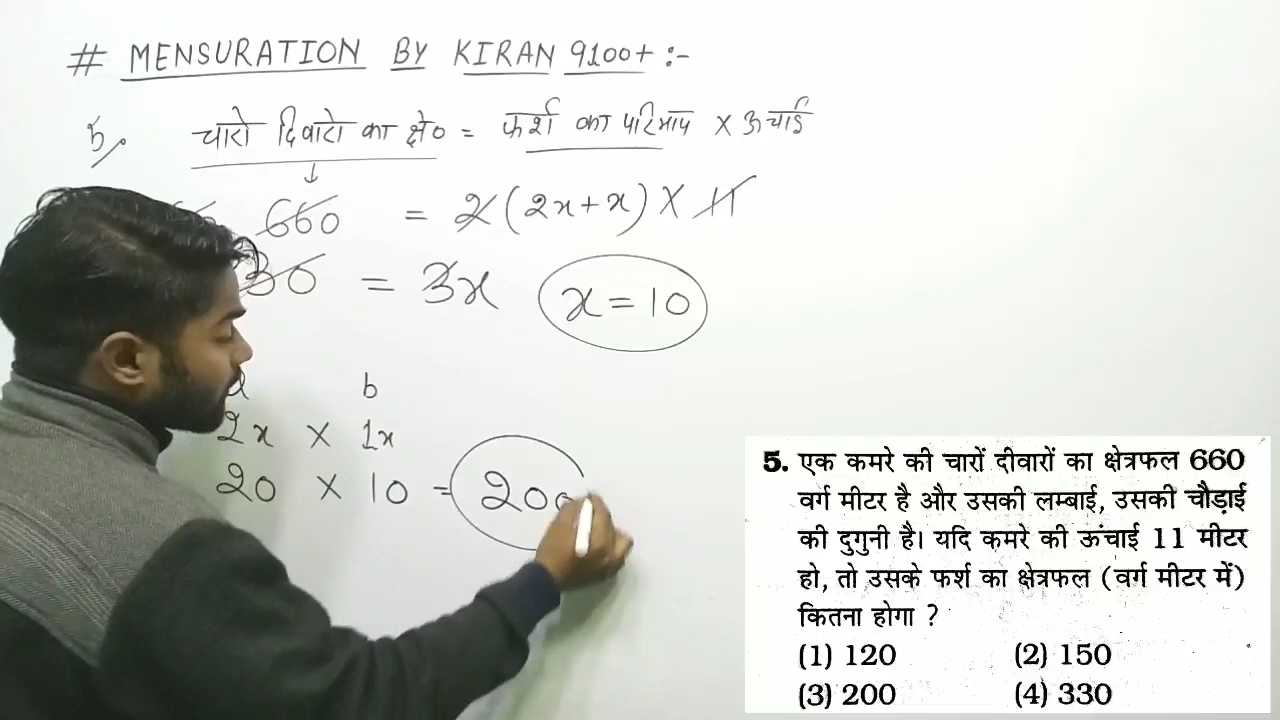 # MENSURATION BY KIRAN 9100+ :-
5. चारो दिवारो का क्षे० = फर्श का परिमाप X ऊचाई
660 = 2(2x+x) X 11
30 = 3x x=10
b
2x X 1x
20 X 10 = 200
5. एक कमरे की चारों दीवारों का क्षेत्रफल 660
वर्ग मीटर है और उसकी लम्बाई, उसकी चौड़ाई
की दुगुनी है। यदि कमरे की ऊंचाई 11 मीटर
हो, तो उसके फर्श का क्षेत्रफल (वर्ग मीटर में)
कितना होगा ?
(1) 120 (2) 150
(3) 200 (4) 330